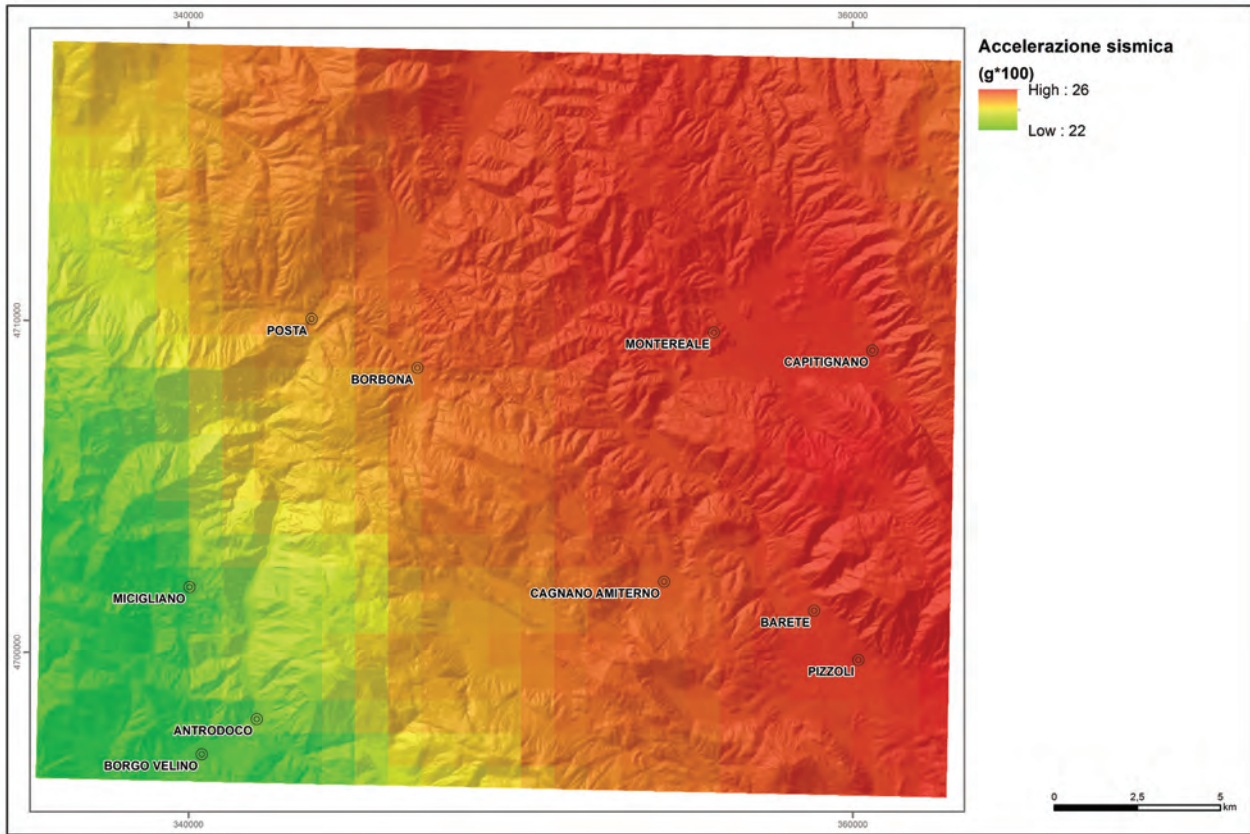 340000
360000
Accelerazione sismica
(g*100)
High : 26
Low : 22
4710000
POSTA
MONTEREALE
CAPITIGNANO
BORBONA
MICIGLIANO
CAGNANO AMITERNO
BARETE
4700000
PIZZOLI
ANTRODOCO
BORGO VELINO
0 2,5 5
km
340000
360000